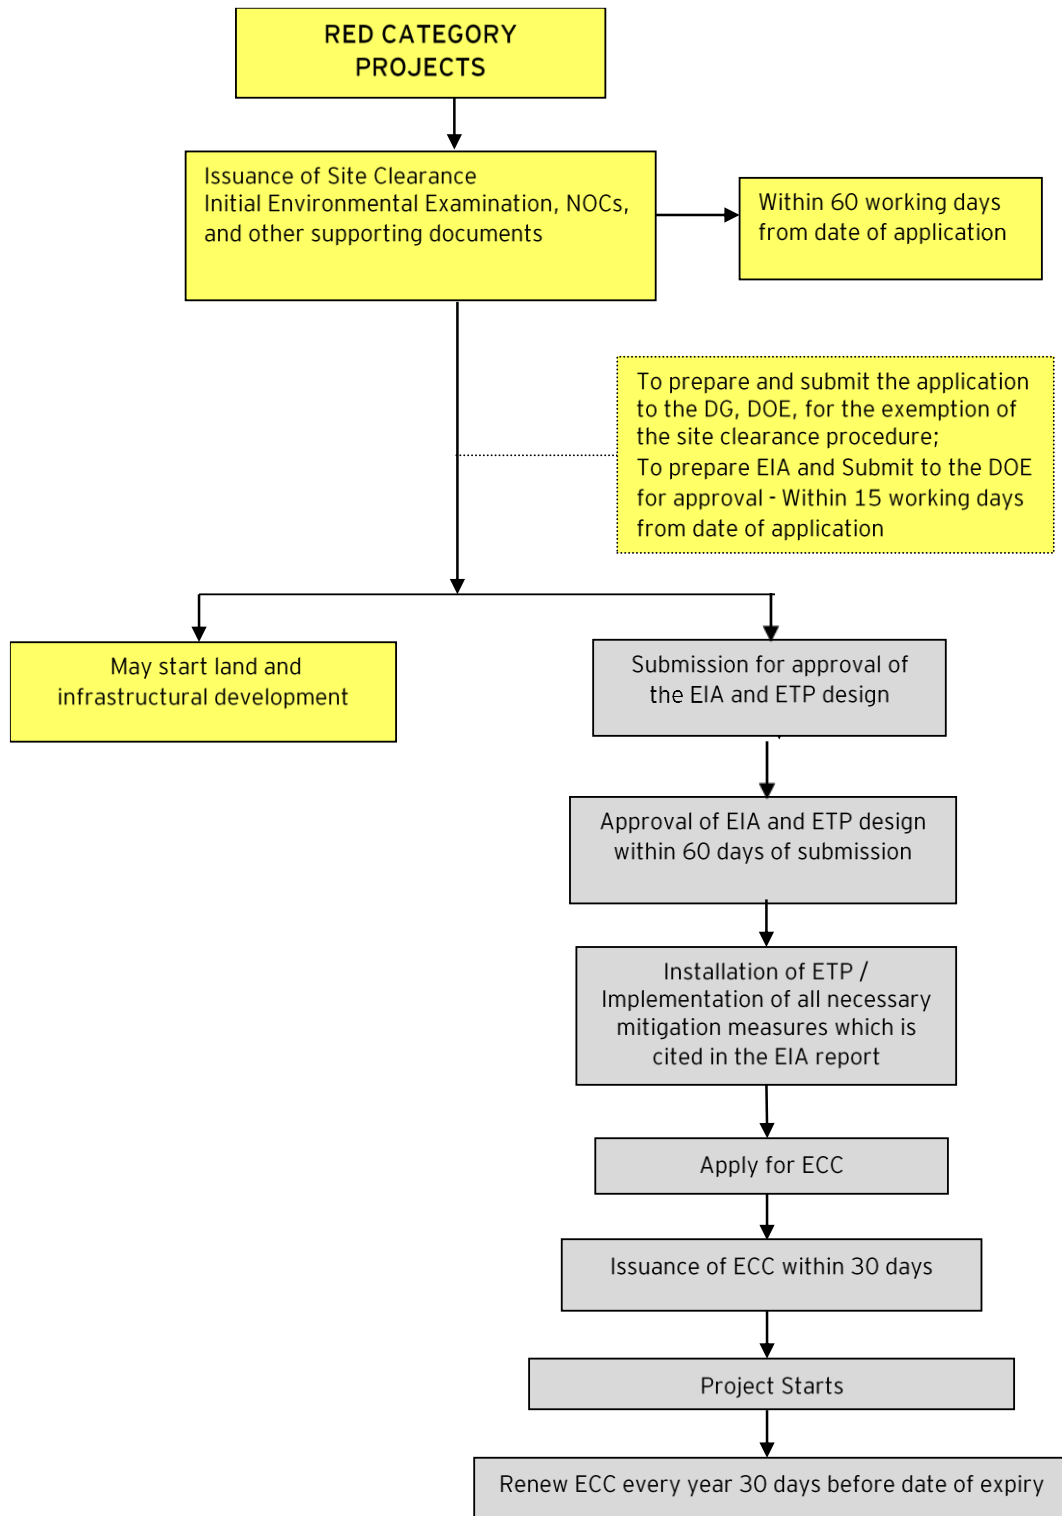 RED CATEGORY
PROJECTS
Issuance of Site Clearance
Initial Environmental Examination, NOCs,
and other supporting documents
Within 60 working days
from date of application
To prepare and submit the application
to the DG, DOE, for the exemption of
the site clearance procedure;
To prepare EIA and Submit to the DOE
for approval - Within 15 working days
from date of application
May start land and
infrastructural development
Submission for approval of
the EIA and ETP design
Approval of EIA and ETP design
within 60 days of submission
Installation of ETP /
Implementation of all necessary
mitigation measures which is
cited in the EIA report
Apply for ECC
Issuance of ECC within 30 days
Project Starts
Renew ECC every year 30 days before date of expiry